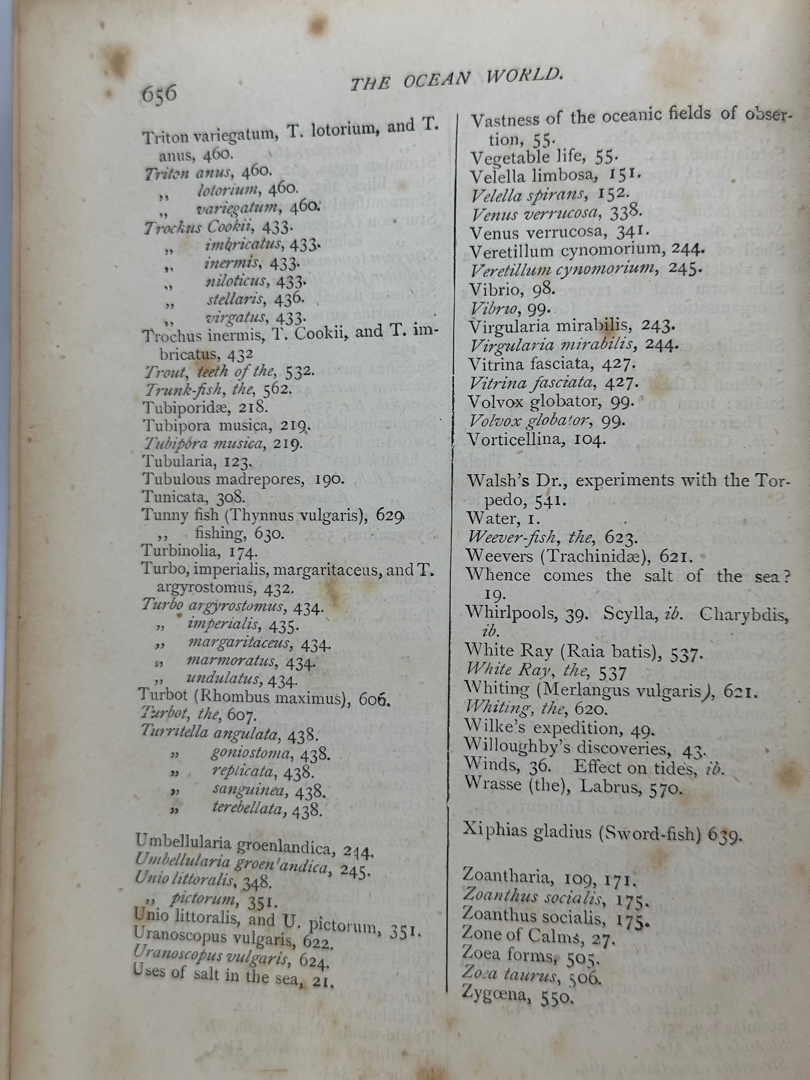 656
THE OCEAN WORLD.
Triton variegatum, T. lotorium, and T.
anus, 460.
Triton anus, 460.
„ lotorium, 460.
„ variegatum, 460.
Trochus Cookii, 433.
„ imbricatus, 433.
„ inermis, 433.
„ niloticus, 433.
„ stellaris, 436.
„ virgatus, 433.
Trochus inermis, T. Cookii, and T. im-
bricatus, 432
Trout, teeth of the, 532.
Trunk-fish, the, 562.
Tubiporidæ, 218.
Tubipora musica, 219.
Tubipora musica, 219.
Tubularia, 123.
Tubulous madrepores, 190.
Tunicata, 308.
Tunny fish (Thynnus vulgaris), 629.
„ fishing, 630.
Turbinolia, 174.
Turbo, imperialis, margaritaceus, and T.
argyrostomus, 432.
Turbo argyrostomus, 434.
„ imperialis, 435.
„ margaritaceus, 434.
„ marmoratus, 434.
„ undulatus, 434.
Turbot (Rhombus maximus), 606.
Turbot, the, 607.
Turritella angulata, 438.
„ goniostoma, 438.
„ replicata, 438.
„ sanguinea, 438.
„ terebellata, 438.
Umbellularia groenlandica, 244.
Umbellularia groenlandica, 245.
Unio littoralis, 348.
„ pictorum, 351.
Unio littoralis, and U. pictorum, 351.
Uranoscopus vulgaris, 622.
Uranoscopus vulgaris, 624.
Uses of salt in the sea, 21.
Vastness of the oceanic fields of obser-
tion, 55.
Vegetable life, 55.
Velella limbosa, 151.
Velella spirans, 152.
Venus verrucosa, 338.
Venus verrucosa, 341.
Veretillum cynomorium, 244.
Veretillum cynomorium, 245.
Vibrio, 98.
Vibrio, 99.
Virgularia mirabilis, 243.
Virgularia mirabilis, 244.
Vitrina fasciata, 427.
Vitrina fasciata, 427.
Volvox globator, 99.
Volvox globator, 99.
Vorticellina, 104.
Walsh's Dr., experiments with the Tor-
pedo, 541.
Water, 1.
Weever-fish, the, 623.
Weevers (Trachinidæ), 621.
Whence comes the salt of the sea?
19.
Whirlpools, 39. Scylla, ib. Charybdis,
ib.
White Ray (Raia batis), 537.
White Ray, the, 537
Whiting (Merlangus vulgaris), 621.
Whiting, the, 620.
Wilke's expedition, 49.
Willoughby's discoveries, 43.
Winds, 36. Effect on tides, ib.
Wrasse (the), Labrus, 570.
Xiphias gladius (Sword-fish) 639.
Zoantharia, 109, 171.
Zoanthus socialis, 175.
Zoanthus socialis, 175.
Zone of Calms, 27.
Zoea forms, 505.
Zoea taurus, 506.
Zygœna, 550.